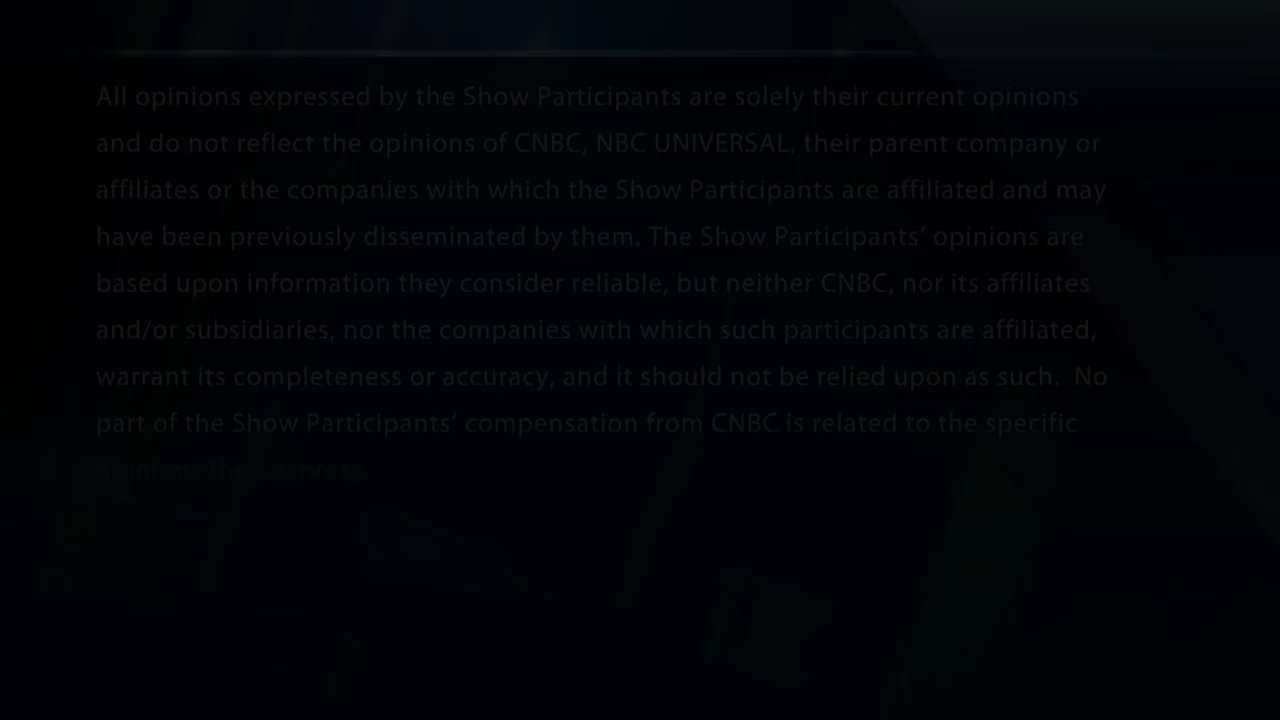 All opinions expressed by the Show Participants are solely their current opinions
and do not reflect the opinions of CNBC, NBC UNIVERSAL, their parent company or
affiliates or the companies with which the Show Participants are affiliated and may
have been previously disseminated by them. The Show Participants’ opinions are
based upon information they consider reliable, but neither CNBC, nor its affiliates
and/or subsidiaries, nor the companies with which such participants are affiliated,
warrant its completeness or accuracy, and it should not be relied upon as such.  No
part of the Show Participants’ compensation from CNBC is related to the specific
opinions they express